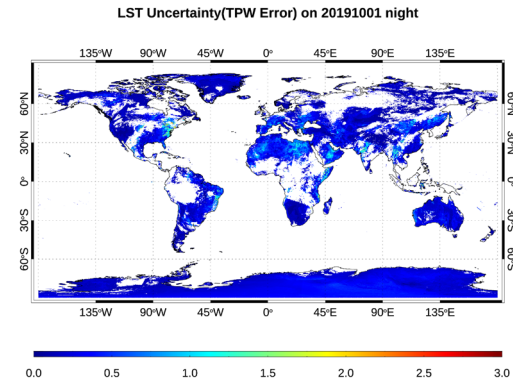 LST Uncertainty(TPW Error) on 20191001 night
135°W 90°W 45°W 0° 45°E 90°E 135°E
60°N 60°N
30°N 30°N
0° 0°
30°S 30°S
60°S 60°S
135°W 90°W 45°W 0° 45°E 90°E 135°E
0.0 0.5 1.0 1.5 2.0 2.5 3.0